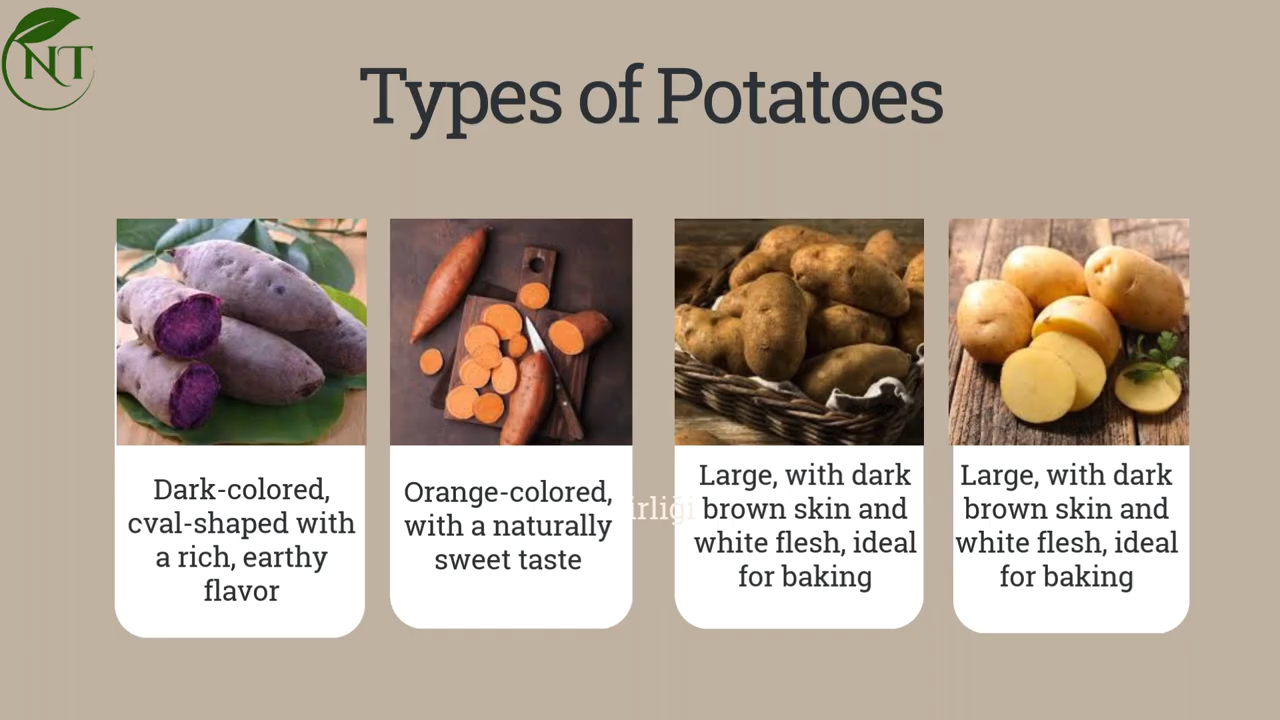 NT
Types of Potatoes
Dark-colored,
cval-shaped with
a rich, earthy
flavor
Orange-colored,
with a naturally
sweet taste
irliği
Large, with dark
brown skin and
white flesh, ideal
for baking
Large, with dark
brown skin and
white flesh, ideal
for baking